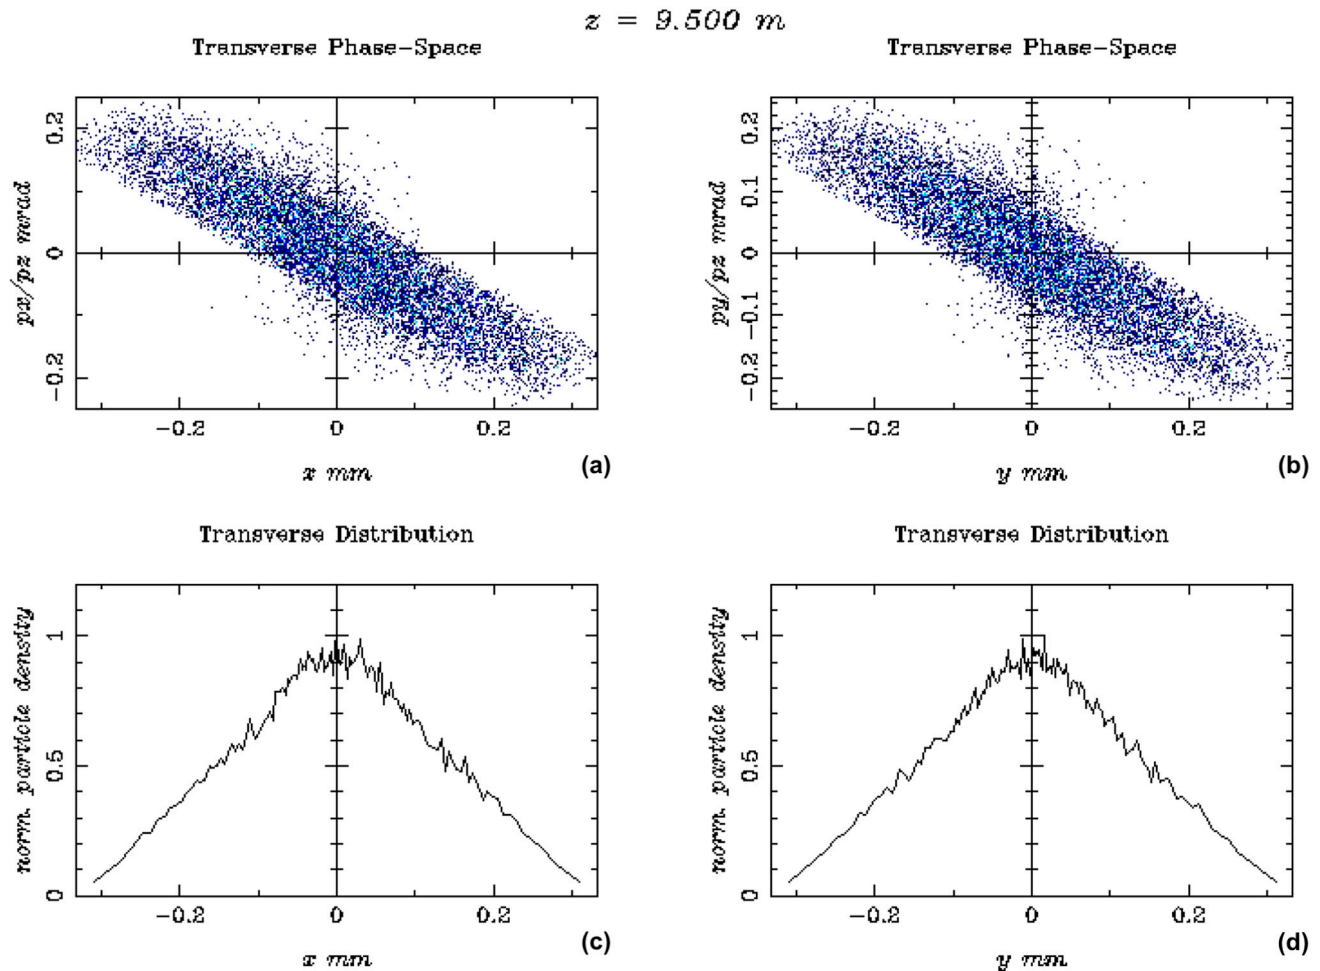 z = 9.500 m
Transverse Phase-Space
Transverse Phase-Space
px/pz mrad
0.2
0
-0.2
-0.2 0 0.2
x mm
(a)
py/pz mrad
0.2
0.1
0
-0.1
-0.2
-0.2 0 0.2
y mm
(b)
Transverse Distribution
Transverse Distribution
norm. particle density
1
0.5
0
-0.2 0 0.2
x mm
(c)
norm. particle density
1
0.5
0
-0.2 0 0.2
y mm
(d)